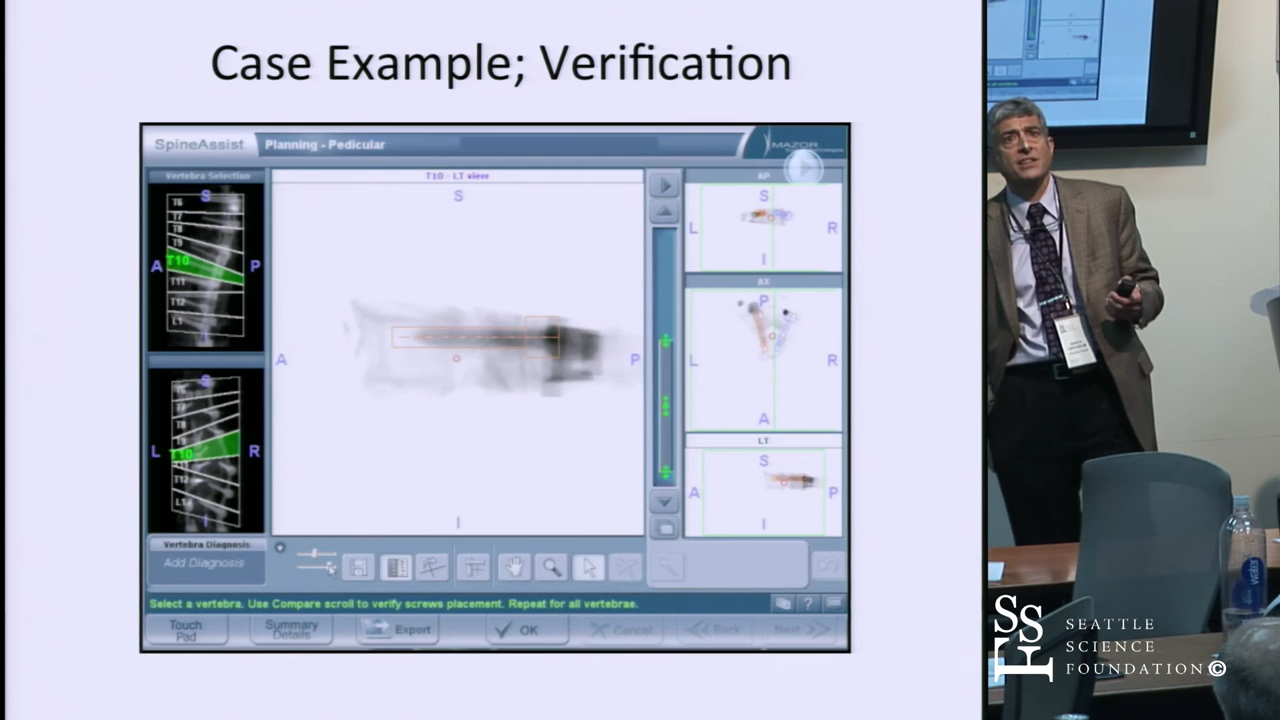 Case Example; Verification
SpineAssist
Planning - Pedicular
MAZOR
Vertebra Selection
T10 - LT view
AP
S
T6
T7
T8
T9
T10
T11
T12
L1
A
P
I
S
A
P
I
S
L
R
I
AX
P
L
R
A
LT
S
A
P
I
S
T7
T8
T9
T10
T12
L1
L
R
I
Vertebra Diagnosis
Add Diagnosis
Select a vertebra. Use Compare scroll to verify screws placement. Repeat for all vertebrae.
?
Touch
Pad
Summary
Details
Export
OK
Cancel
Back
Next
SSF
SEATTLE
SCIENCE
FOUNDATION©
water